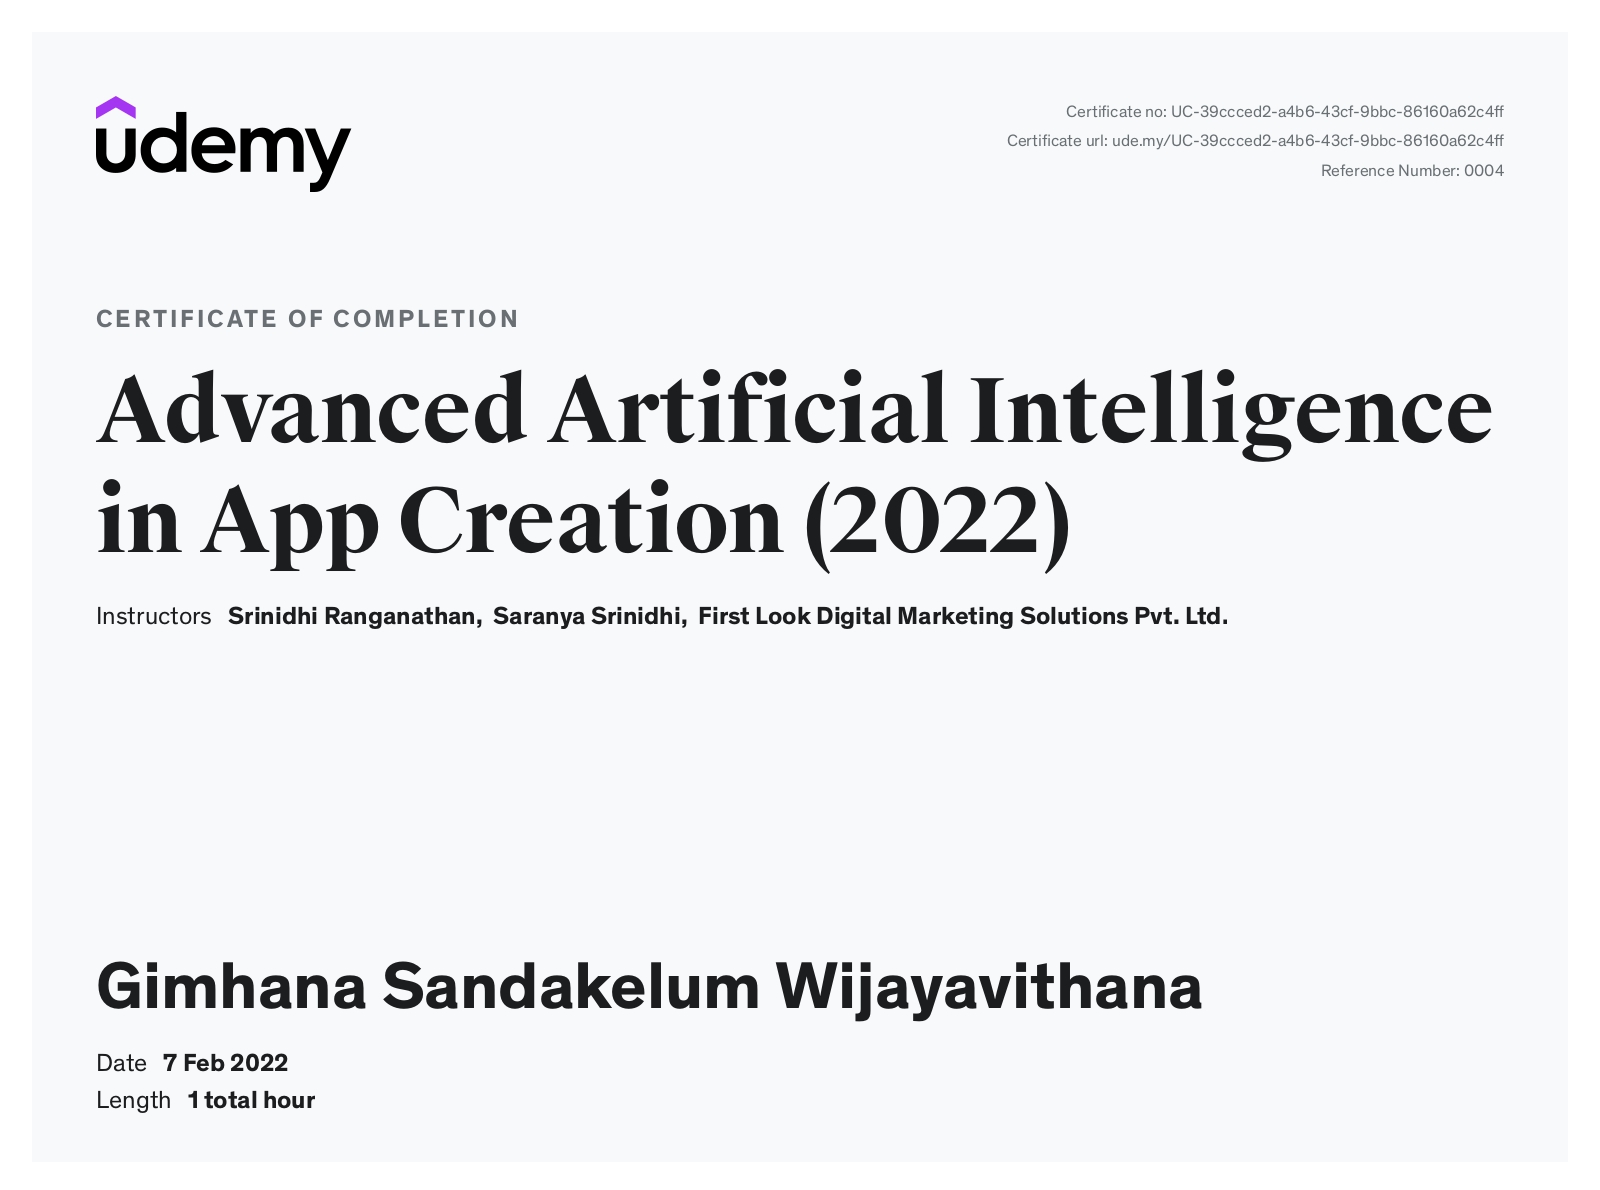 udemy
Certificate no: UC-39ccced2-a4b6-43cf-9bbc-86160a62c4ff
Certificate url: ude.my/UC-39ccced2-a4b6-43cf-9bbc-86160a62c4ff
Reference Number: 0004
CERTIFICATE OF COMPLETION
Advanced Artificial Intelligence
in App Creation (2022)
Instructors Srinidhi Ranganathan, Saranya Srinidhi, First Look Digital Marketing Solutions Pvt. Ltd.
Gimhana Sandakelum Wijayavithana
Date 7 Feb 2022
Length 1 total hour